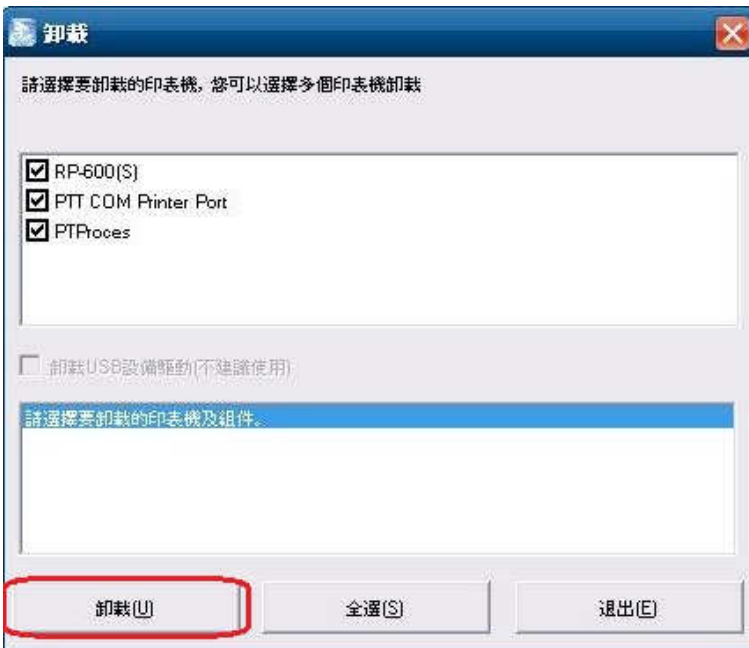 卸載
請選擇要卸載的印表機, 您可以選擇多個印表機卸載
RP-600(S)
PTT COM Printer Port
PTProces
卸載USB設備驅動(不建議使用)
請選擇要卸載的印表機及組件。
卸載(U)
全選(S)
退出(E)